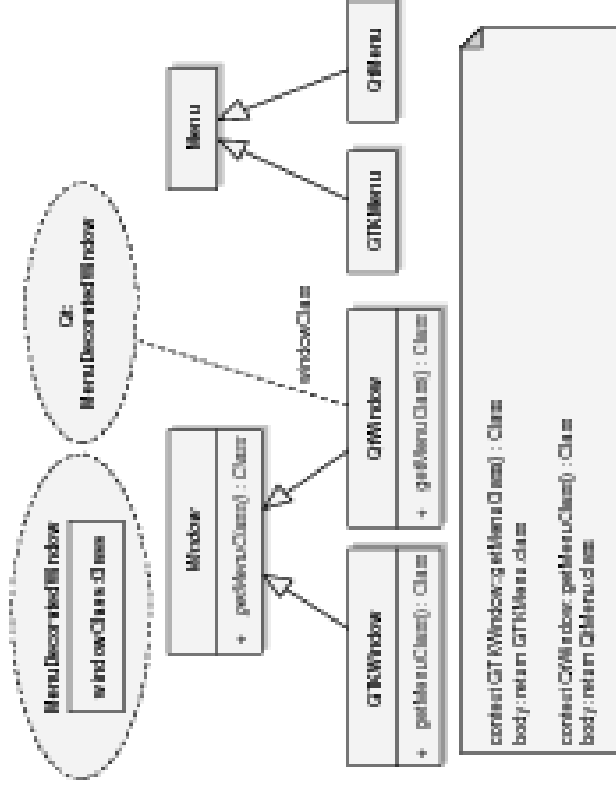 MenuDecoratedWindow
windowClass:Class
Qt:
MenuDecoratedWindow
Window
+ getMenuClass() : Class
Menu
windowClass
GTKWindow
+ getMenuClass() : Class
QtWindow
+ getMenuClass() : Class
GTKMenu
QtMenu
context GTKWindow::getMenuClass() : Class
body: return GTKMenu.class
context QtWindow::getMenuClass() : Class
body: return QtMenu.class